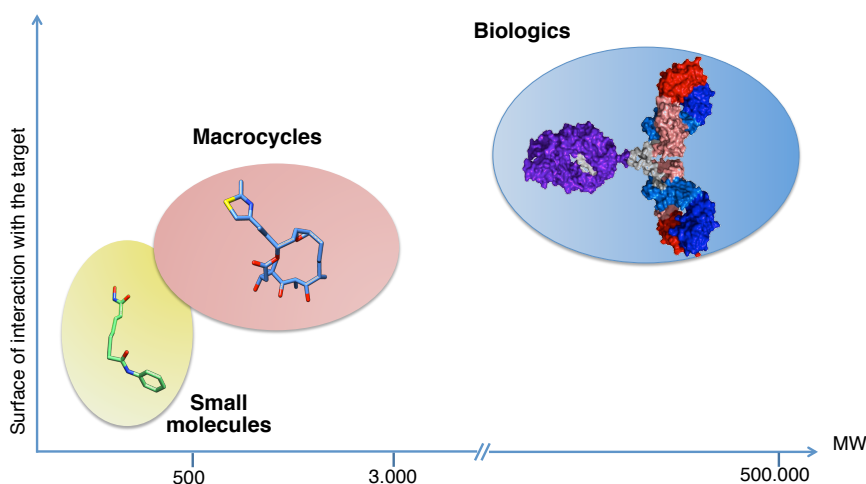 Biologics
Macrocycles
Small
molecules
Surface of interaction with the target
500
3.000
500.000
MW